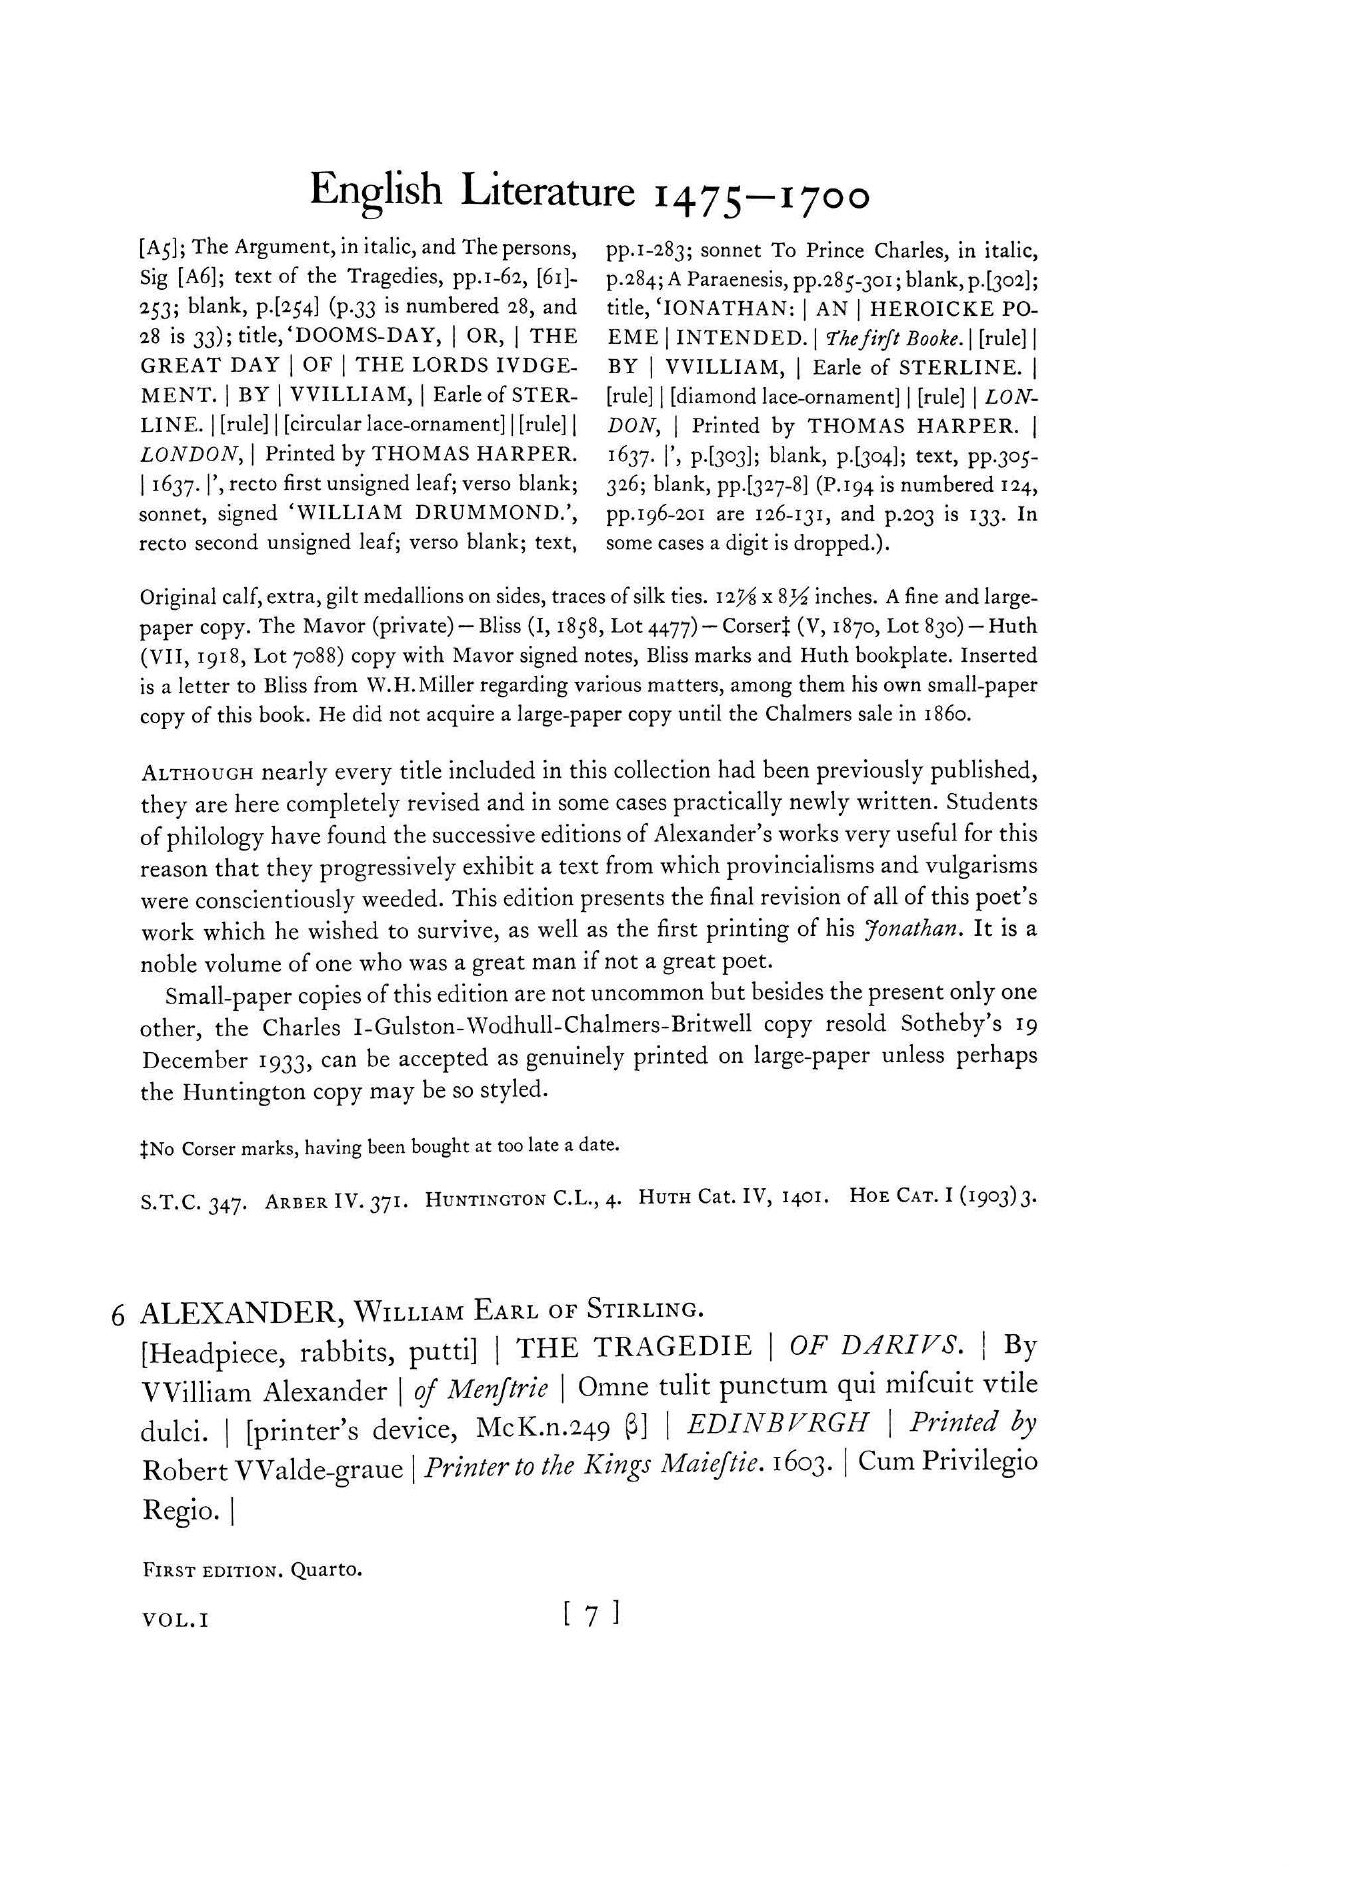 English Literature 1475—1700
[A5]; The Argument, in italic, and The persons,
Sig [A6]; text of the Tragedies, pp.1-62, [61]-
253; blank, p.[254] (p.33 is numbered 28, and
28 is 33); title, ‘DOOMS-DAY, | OR, | THE
GREAT DAY | OF | THE LORDS IVDGE-
MENT. | BY | VVILLIAM, | Earle of STER-
LINE. | [rule] | [circular lace-ornament] | [rule] |
LONDON, | Printed by THOMAS HARPER.
| 1637. |’, recto first unsigned leaf; verso blank;
sonnet, signed ‘WILLIAM DRUMMOND.’,
recto second unsigned leaf; verso blank; text,
pp.1-283; sonnet To Prince Charles, in italic,
p.284; A Paraenesis, pp.285-301; blank, p.[302];
title, ‘IONATHAN: | AN | HEROICKE PO-
EME | INTENDED. | The firſt Booke. | [rule] |
BY | VVILLIAM, | Earle of STERLINE. |
[rule] | [diamond lace-ornament] | [rule] | LON-
DON, | Printed by THOMAS HARPER. |
1637. |’, p.[303]; blank, p.[304]; text, pp.305-
326; blank, pp.[327-8] (P.194 is numbered 124,
pp.196-201 are 126-131, and p.203 is 133. In
some cases a digit is dropped.).
Original calf, extra, gilt medallions on sides, traces of silk ties. 12⅞ x 8½ inches. A fine and large-
paper copy. The Mavor (private) — Bliss (I, 1858, Lot 4477) — Corser‡ (V, 1870, Lot 830) — Huth
(VII, 1918, Lot 7088) copy with Mavor signed notes, Bliss marks and Huth bookplate. Inserted
is a letter to Bliss from W.H.Miller regarding various matters, among them his own small-paper
copy of this book. He did not acquire a large-paper copy until the Chalmers sale in 1860.
ALTHOUGH nearly every title included in this collection had been previously published,
they are here completely revised and in some cases practically newly written. Students
of philology have found the successive editions of Alexander’s works very useful for this
reason that they progressively exhibit a text from which provincialisms and vulgarisms
were conscientiously weeded. This edition presents the final revision of all of this poet’s
work which he wished to survive, as well as the first printing of his Jonathan. It is a
noble volume of one who was a great man if not a great poet.
Small-paper copies of this edition are not uncommon but besides the present only one
other, the Charles I-Gulston-Wodhull-Chalmers-Britwell copy resold Sotheby’s 19
December 1933, can be accepted as genuinely printed on large-paper unless perhaps
the Huntington copy may be so styled.
‡No Corser marks, having been bought at too late a date.
S.T.C. 347. ARBER IV. 371. HUNTINGTON C.L., 4. HUTH Cat. IV, 1401. HOE CAT. I (1903) 3.
6 ALEXANDER, WILLIAM EARL OF STIRLING.
[Headpiece, rabbits, putti] | THE TRAGEDIE | OF DARIVS. | By
VVilliam Alexander | of Menſtrie | Omne tulit punctum qui miſcuit vtile
dulci. | [printer’s device, McK.n.249 β] | EDINBVRGH | Printed by
Robert VValde-graue | Printer to the Kings Maieſtie. 1603. | Cum Privilegio
Regio. |
FIRST EDITION. Quarto.
VOL.I [ 7 ]